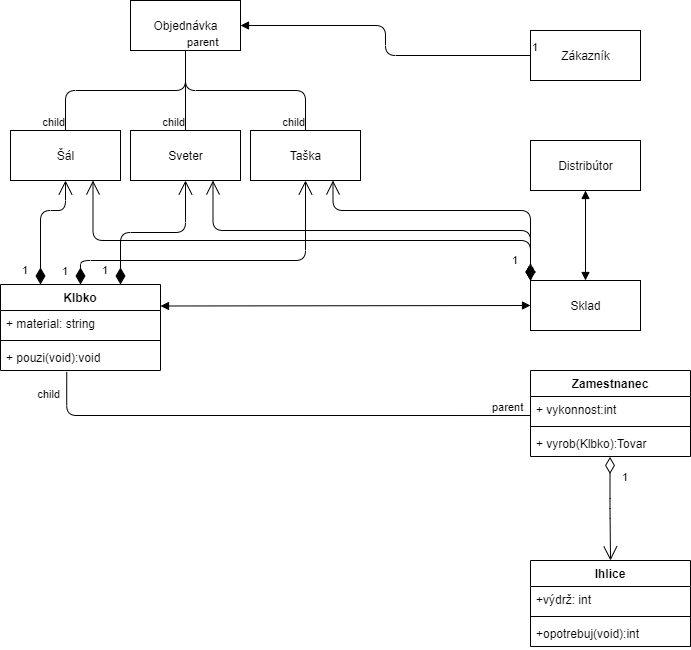 Objednávka
parent
1
Zákazník
child
child
child
Šál
Sveter
Taška
Distribútor
1
1
1
1
Klbko
+ material: string
+ pouzi(void):void
Sklad
child
parent
Zamestnanec
+ vykonnost:int
+ vyrob(Klbko):Tovar
1
Ihlice
+výdrž: int
+opotrebuj(void):int